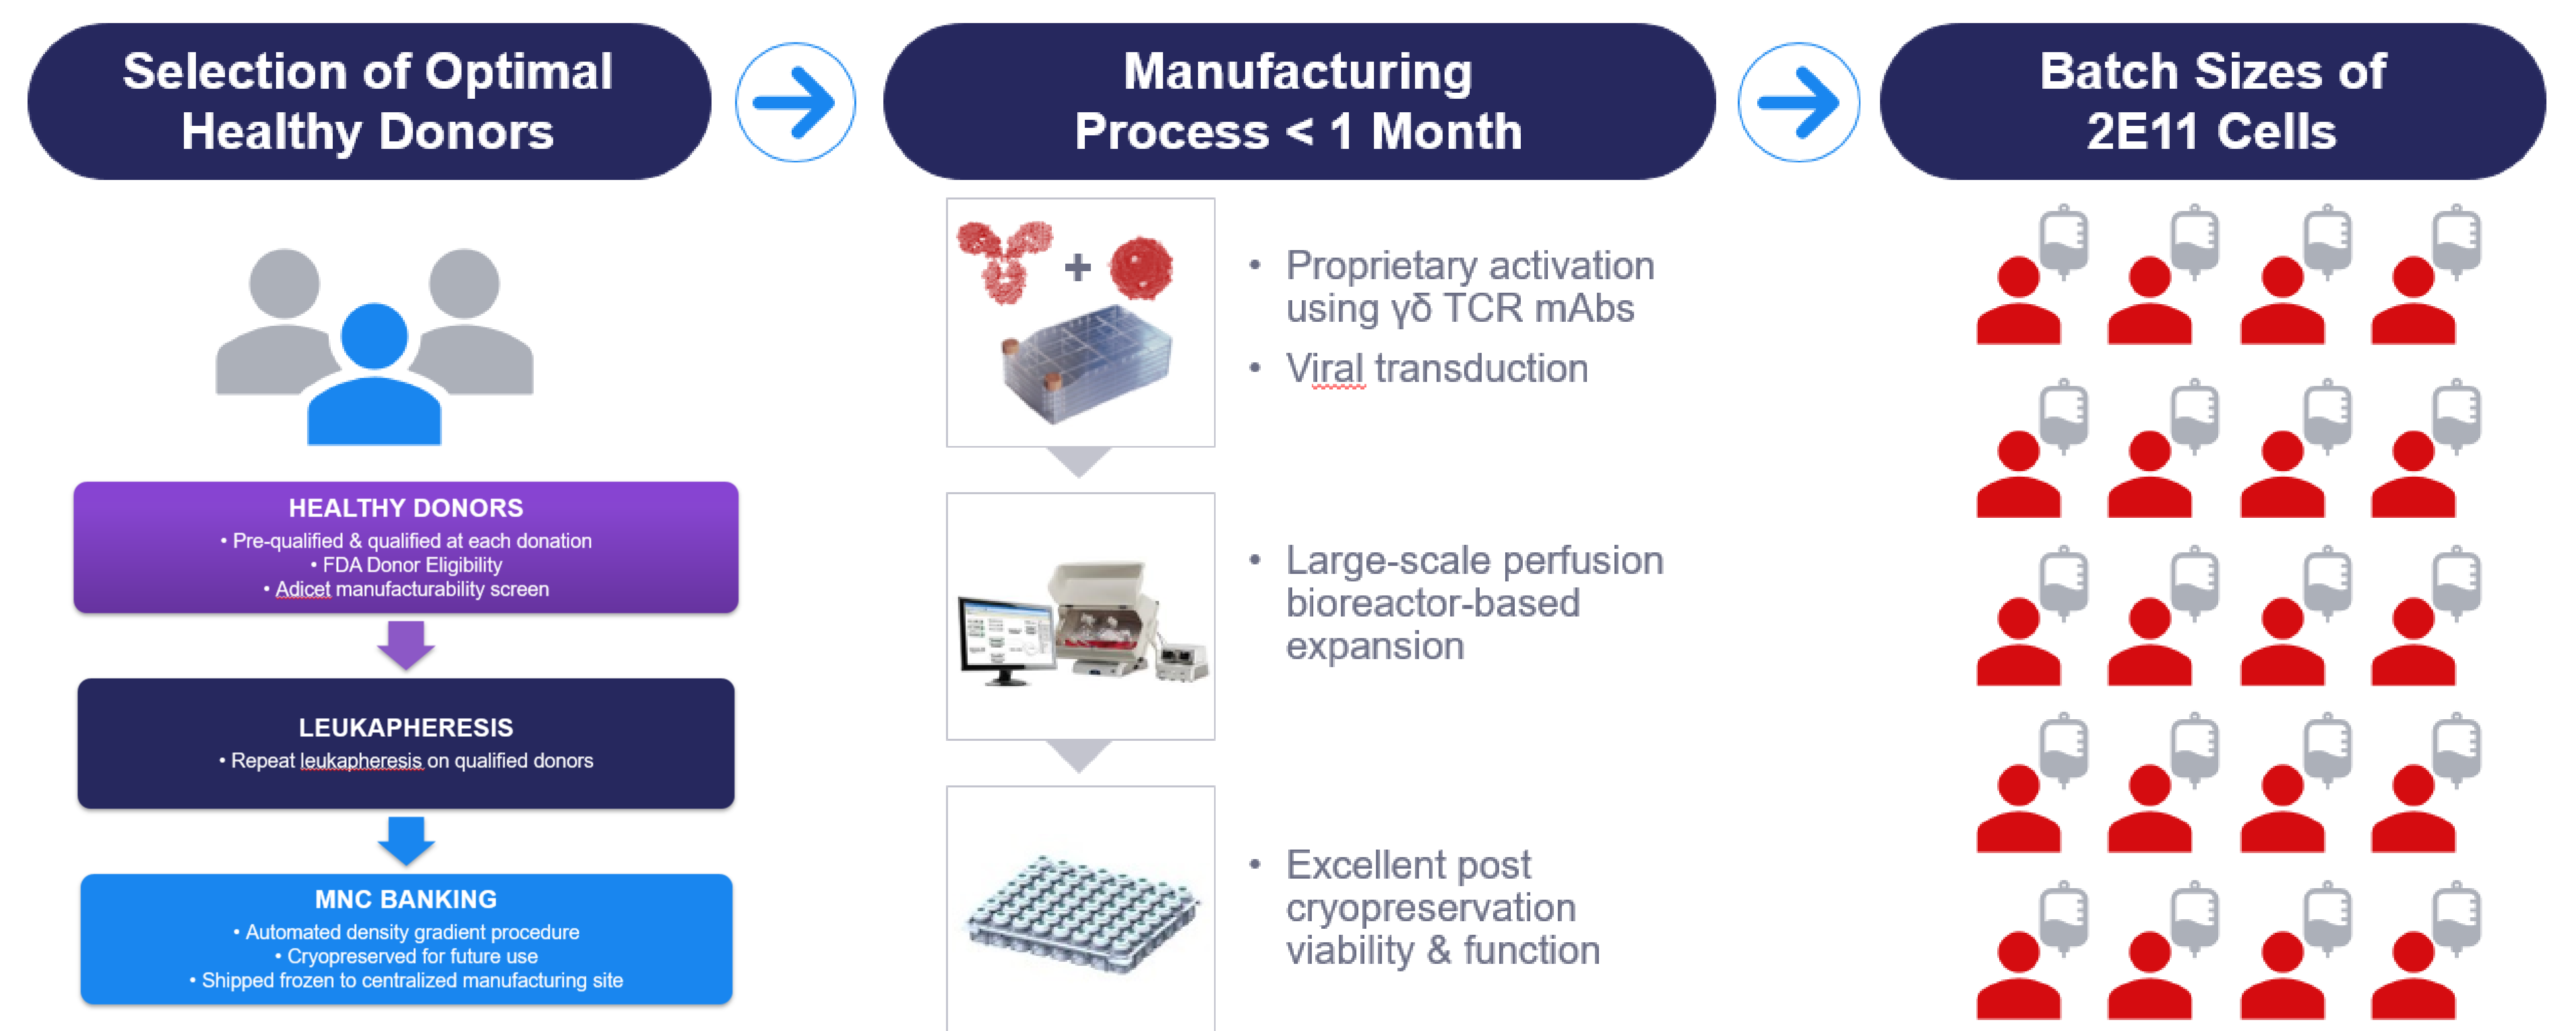 Selection of Optimal
Healthy Donors
Manufacturing
Process < 1 Month
Batch Sizes of
2E11 Cells
HEALTHY DONORS
• Pre-qualified & qualified at each donation
• FDA Donor Eligibility
• Adicet manufacturability screen
LEUKAPHERESIS
• Repeat leukapheresis on qualified donors
MNC BANKING
• Automated density gradient procedure
• Cryopreserved for future use
• Shipped frozen to centralized manufacturing site
• Proprietary activation
using γδ TCR mAbs
• Viral transduction
• Large-scale perfusion
bioreactor-based
expansion
• Excellent post
cryopreservation
viability & function